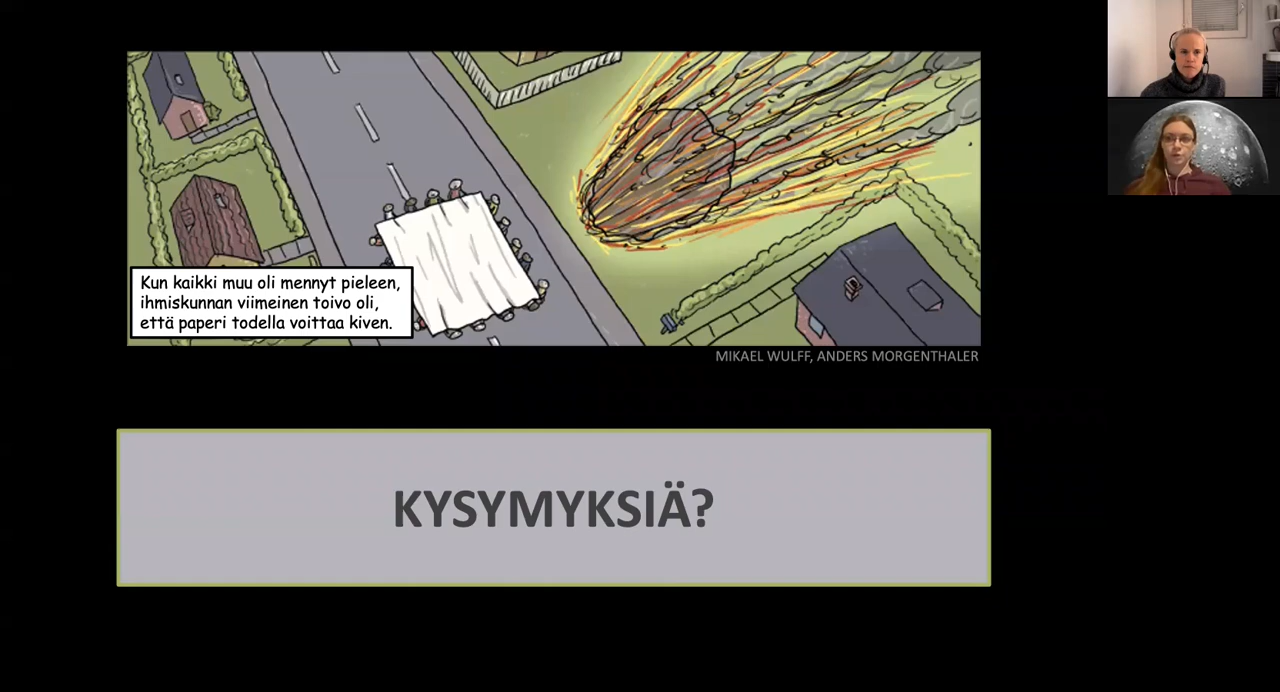 Kun kaikki muu oli mennyt pieleen,
ihmiskunnan viimeinen toivo oli,
että paperi todella voittaa kiven.
MIKAEL WULFF, ANDERS MORGENTHALER
KYSYMYKSIÄ?